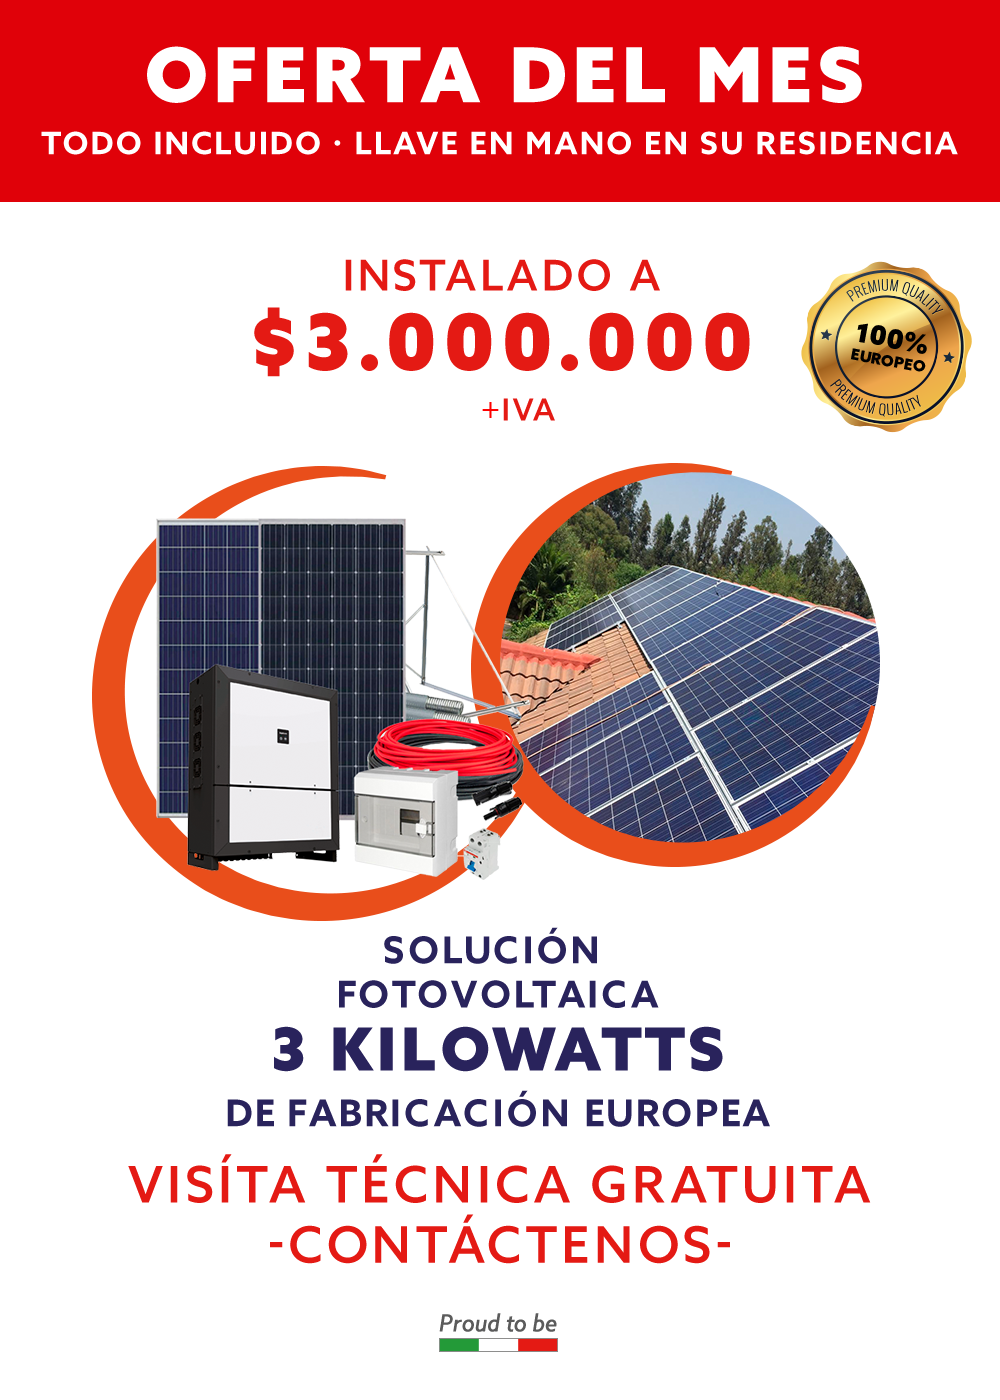 OFERTA DEL MES
TODO INCLUIDO · LLAVE EN MANO EN SU RESIDENCIA
INSTALADO A
$3.000.000
+IVA
PREMIUM QUALITY
100%
EUROPEO
PREMIUM QUALITY
SOLUCIÓN
FOTOVOLTAICA
3 KILOWATTS
DE FABRICACIÓN EUROPEA
VISÍTA TÉCNICA GRATUITA
-CONTÁCTENOS-
Proud to be